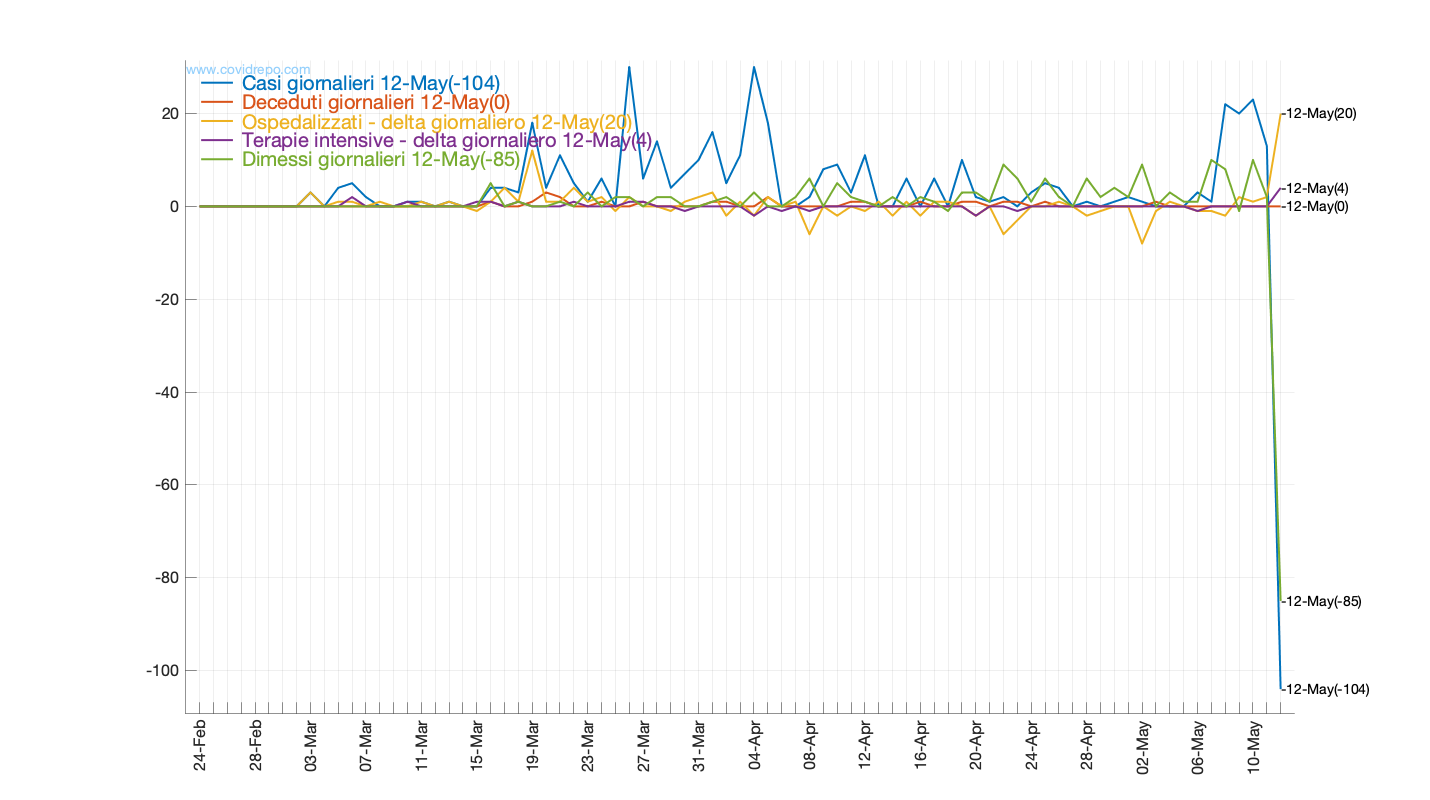 www.covidrepo.com
Casi giornalieri 12-May(-104)
Deceduti giornalieri 12-May(0)
Ospedalizzati - delta giornaliero 12-May(20)
Terapie intensive - delta giornaliero 12-May(4)
Dimessi giornalieri 12-May(-85)
20
0
-20
-40
-60
-80
-100
12-May(20)
12-May(4)
12-May(0)
12-May(-85)
12-May(-104)
24-Feb
28-Feb
03-Mar
07-Mar
11-Mar
15-Mar
19-Mar
23-Mar
27-Mar
31-Mar
04-Apr
08-Apr
12-Apr
16-Apr
20-Apr
24-Apr
28-Apr
02-May
06-May
10-May